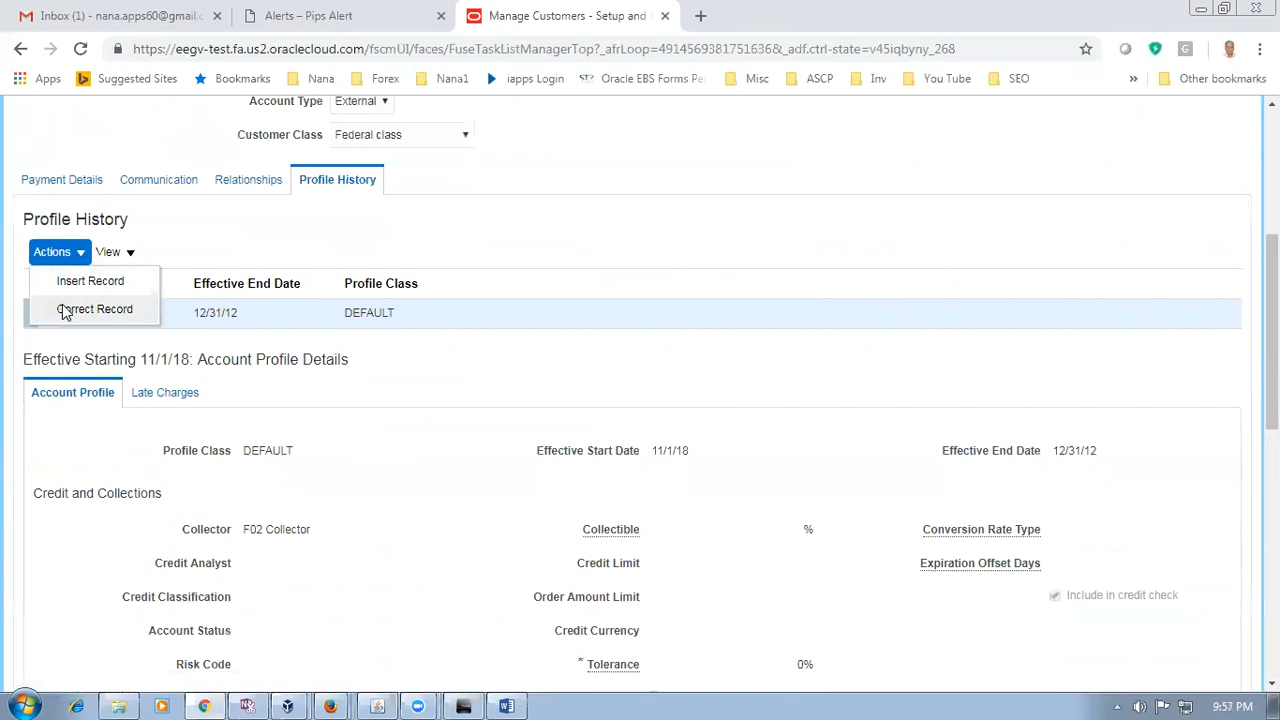 Inbox (1) - nana.apps60@gmail.c
Alerts – Pips Alert
Manage Customers - Setup and
https://eegv-test.fa.us2.oraclecloud.com/fscmUI/faces/FuseTaskListManagerTop?_afrLoop=49145693817516368&_adf.ctrl-state=v45iqbyny_268
Apps Suggested Sites Bookmarks Nana Forex Nana1 iapps Login Oracle EBS Forms Pe Misc ASCP Inv You Tube SEO » Other bookmarks
Account Type External
Customer Class Federal class
Payment Details Communication Relationships Profile History
Profile History
Actions View
Insert Record
Effective End Date Profile Class
Correct Record
12/31/12 DEFAULT
Effective Starting 11/1/18: Account Profile Details
Account Profile Late Charges
Profile Class DEFAULT Effective Start Date 11/1/18 Effective End Date 12/31/12
Credit and Collections
Collector F02 Collector Collectible % Conversion Rate Type
Credit Analyst Credit Limit Expiration Offset Days
Credit Classification Order Amount Limit Include in credit check
Account Status Credit Currency
Risk Code * Tolerance 0%
9:57 PM